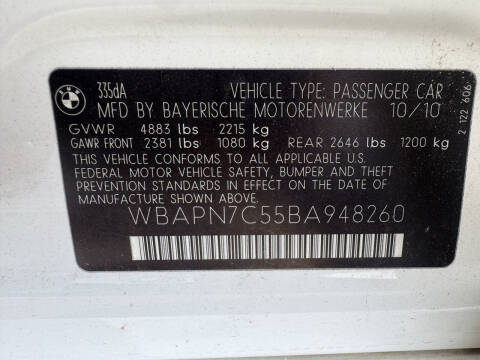 BMW
335dA VEHICLE TYPE: PASSENGER CAR
MFD BY BAYERISCHE MOTORENWERKE 10/10
GVWR 4883 lbs 2215 kg
GAWR FRONT 2381 lbs 1080 kg REAR 2646 lbs 1200 kg
THIS VEHICLE CONFORMS TO ALL APPLICABLE U.S.
FEDERAL MOTOR VEHICLE SAFETY, BUMPER AND THEFT
PREVENTION STANDARDS IN EFFECT ON THE DATE OF
MANUFACTURE SHOWN ABOVE.
WBAPN7C55BA948260
2 122 606